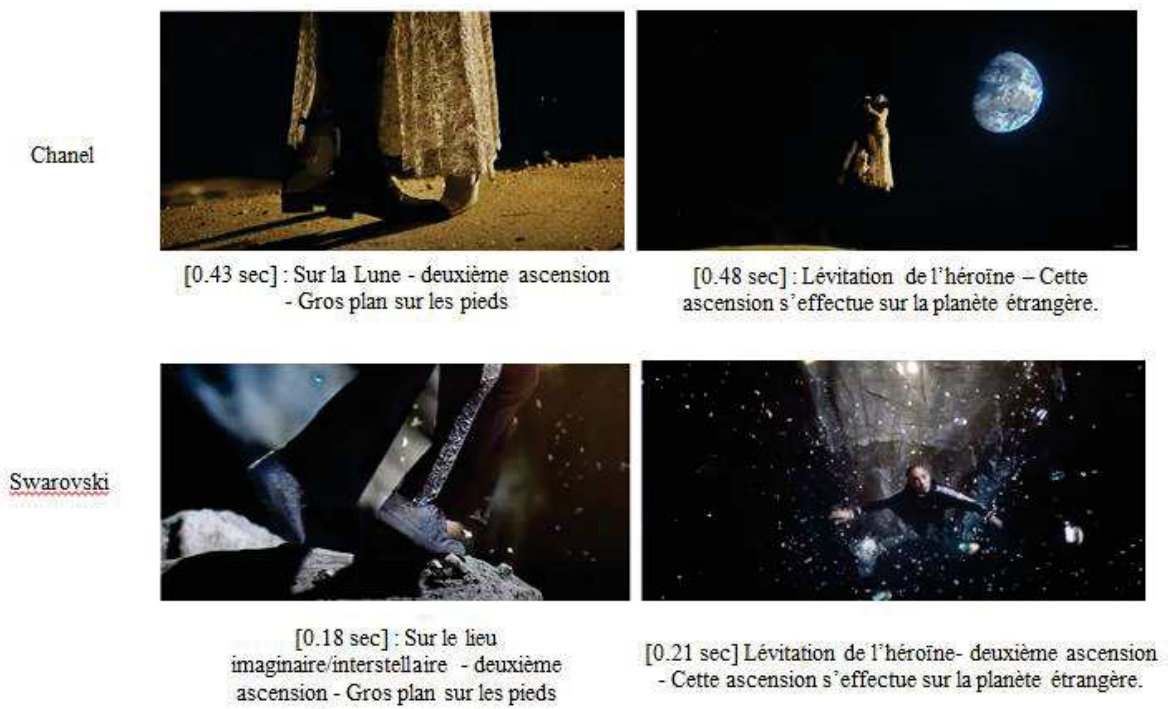 Chanel
[0.43 sec] : Sur la Lune - deuxième ascension
- Gros plan sur les pieds
[0.48 sec] : Lévitation de l'héroïne – Cette
ascension s'effectue sur la planète étrangère.
Swarovski
[0.18 sec] : Sur le lieu
imaginaire/interstellaire - deuxième
ascension - Gros plan sur les pieds
[0.21 sec] Lévitation de l'héroïne- deuxième ascension
- Cette ascension s'effectue sur la planète étrangère.